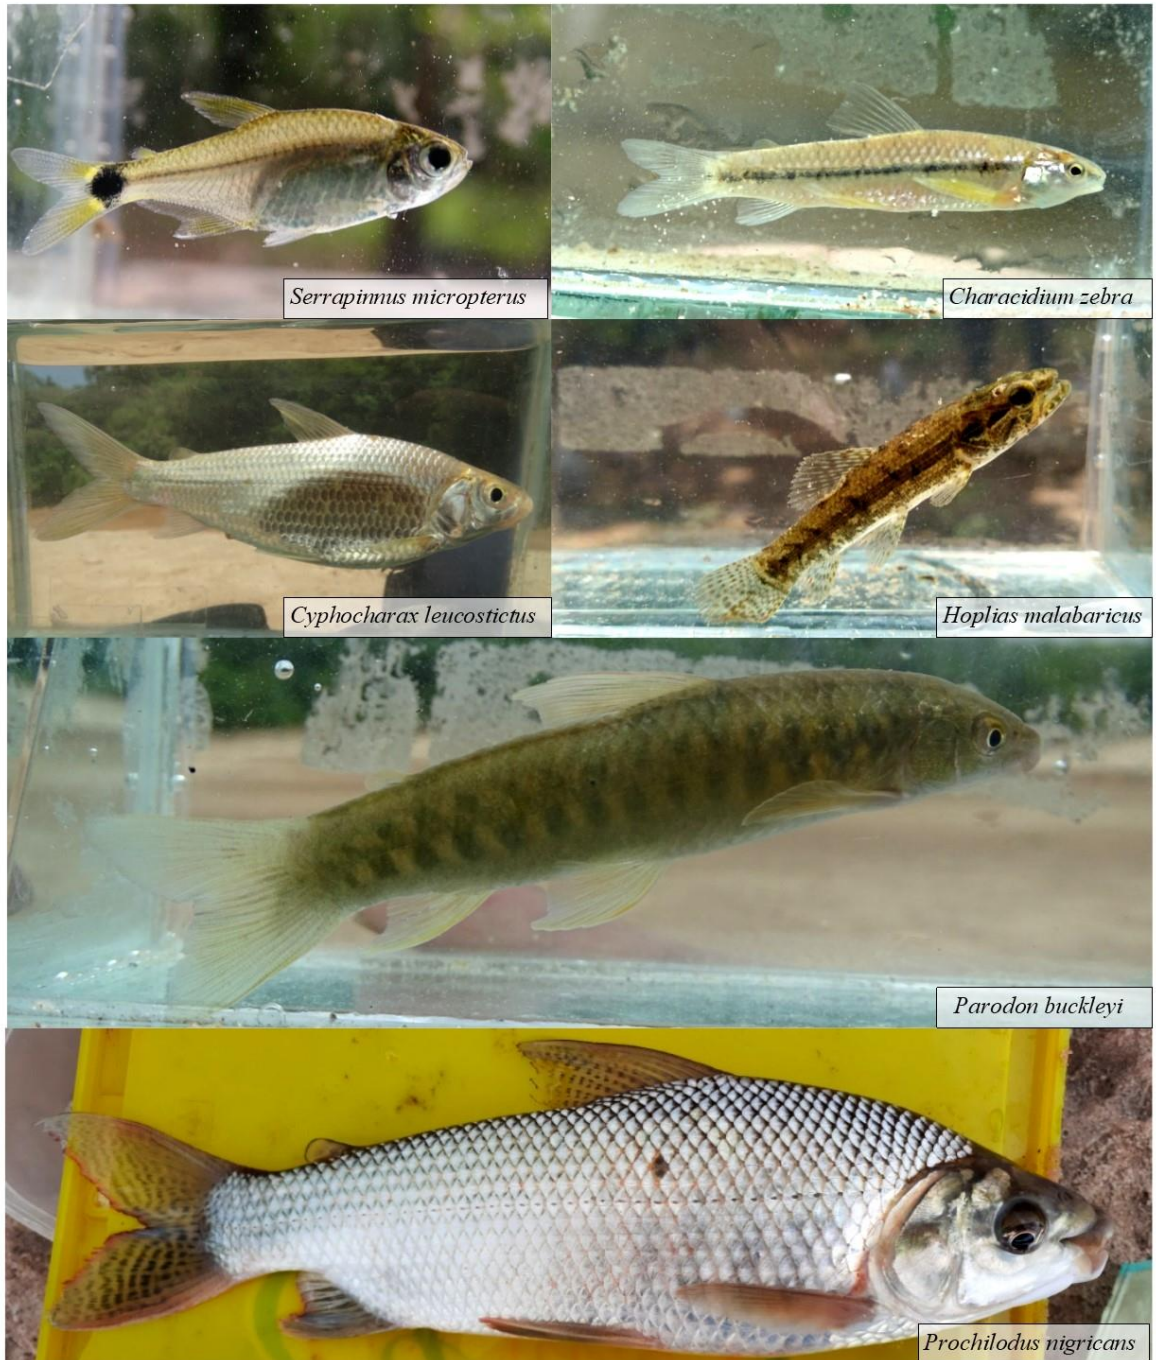 Serrapinnus micropterus
Characidium zebra
Cyphocharax leucostictus
Hoplias malabaricus
Parodon buckleyi
Prochilodus nigricans